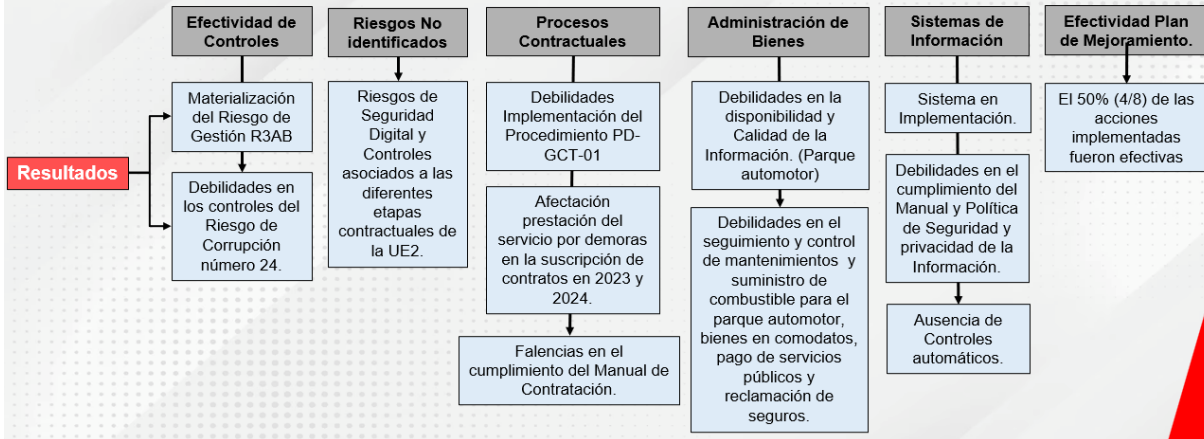 Resultados
Efectividad de
Controles
Materialización
del Riesgo de
Gestión R3AB
Debilidades en
los controles del
Riesgo de
Corrupción
número 24.
Riesgos No
identificados
Riesgos de
Seguridad
Digital y
Controles
asociados a las
diferentes
etapas
contractuales de
la UE2.
Procesos
Contractuales
Debilidades
Implementación del
Procedimiento PD-
GCT-01
Afectación
prestación del
servicio por demoras
en la suscripción de
contratos en 2023 y
2024.
Falencias en el
cumplimiento del Manual de
Contratación.
Administración de
Bienes
Debilidades en la
disponibilidad y
Calidad de la
Información. (Parque
automotor)
Debilidades en el
seguimiento y control
de mantenimientos y
suministro de
combustible para el
parque automotor,
bienes en comodatos,
pago de servicios
públicos y
reclamación de
seguros.
Sistemas de
Información
Sistema en
Implementación.
Debilidades en el
cumplimiento del
Manual y Política
de Seguridad y
privacidad de la
Información.
Ausencia de
Controles
automáticos.
Efectividad Plan
de Mejoramiento.
El 50% (4/8) de las
acciones
implementadas
fueron efectivas